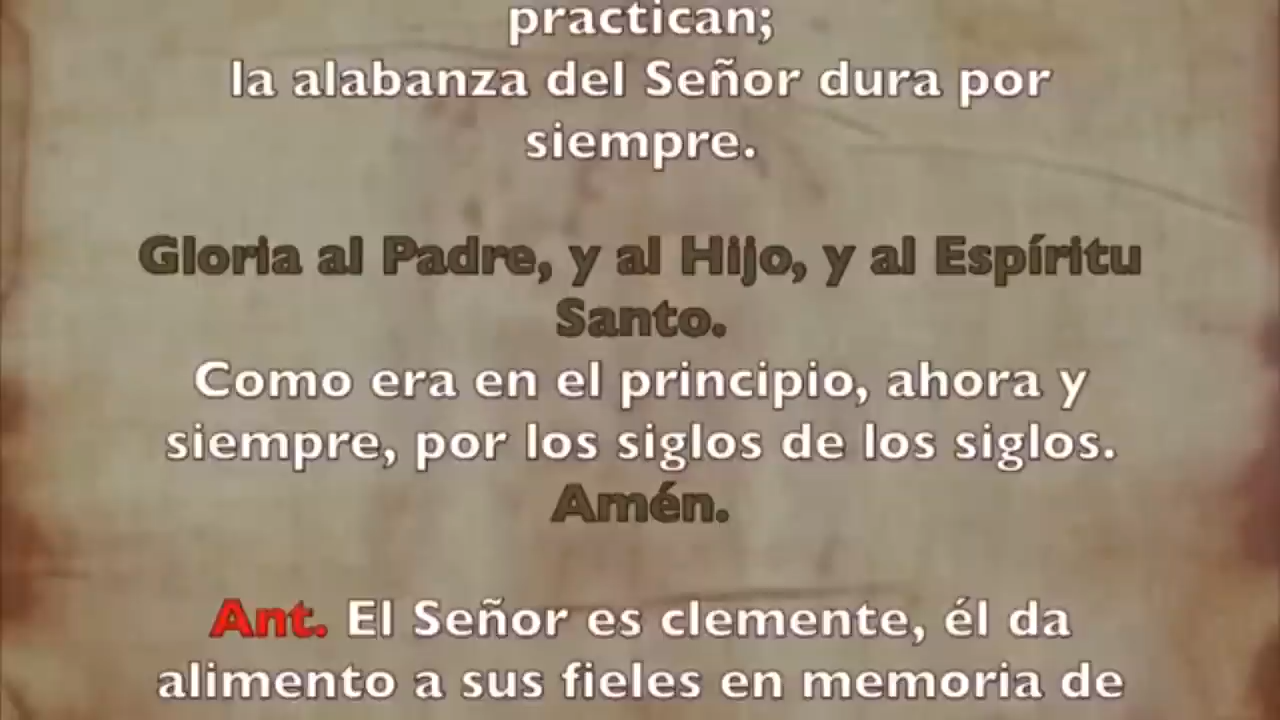 practican;
la alabanza del Señor dura por
siempre.
Gloria al Padre, y al Hijo, y al Espíritu
Santo.
Como era en el principio, ahora y
siempre, por los siglos de los siglos.
Amén.
Ant. El Señor es clemente, él da
alimento a sus fieles en memoria de